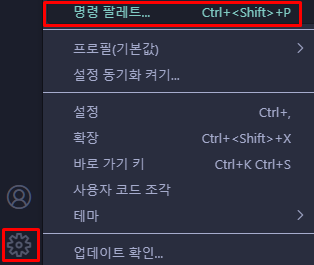 명령 팔레트... Ctrl+<Shift>+P
프로필(기본값)
설정 동기화 켜기...
설정 Ctrl+,
확장 Ctrl+<Shift>+X
바로 가기 키 Ctrl+K Ctrl+S
사용자 코드 조각
테마
업데이트 확인...